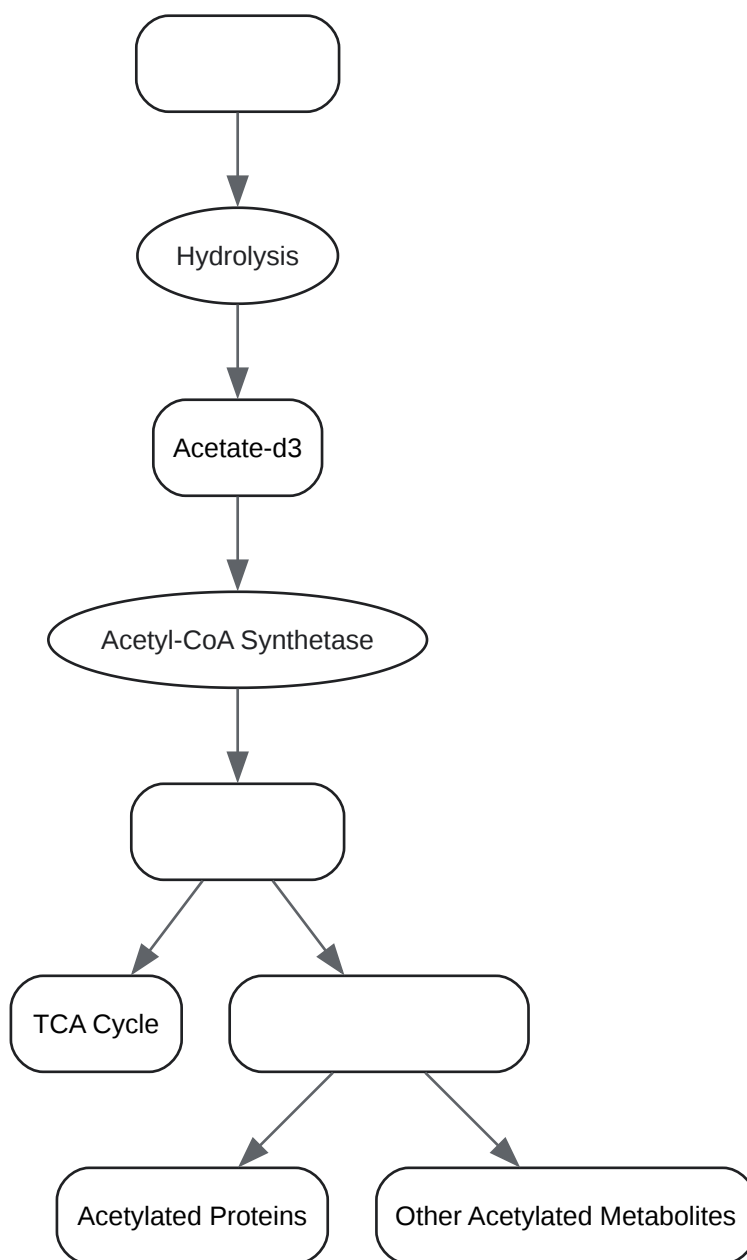 Hydrolysis
Acetate-d3
Acetyl-CoA Synthetase
TCA Cycle
Acetylated Proteins
Other Acetylated Metabolites